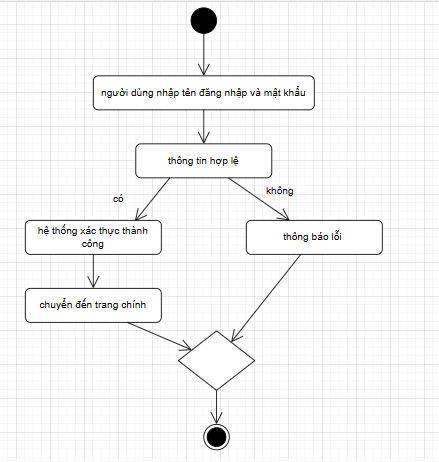 người dùng nhập tên đăng nhập và mật khẩu
thông tin hợp lệ
có
không
hệ thống xác thực thành
công
thông báo lỗi
chuyển đến trang chính